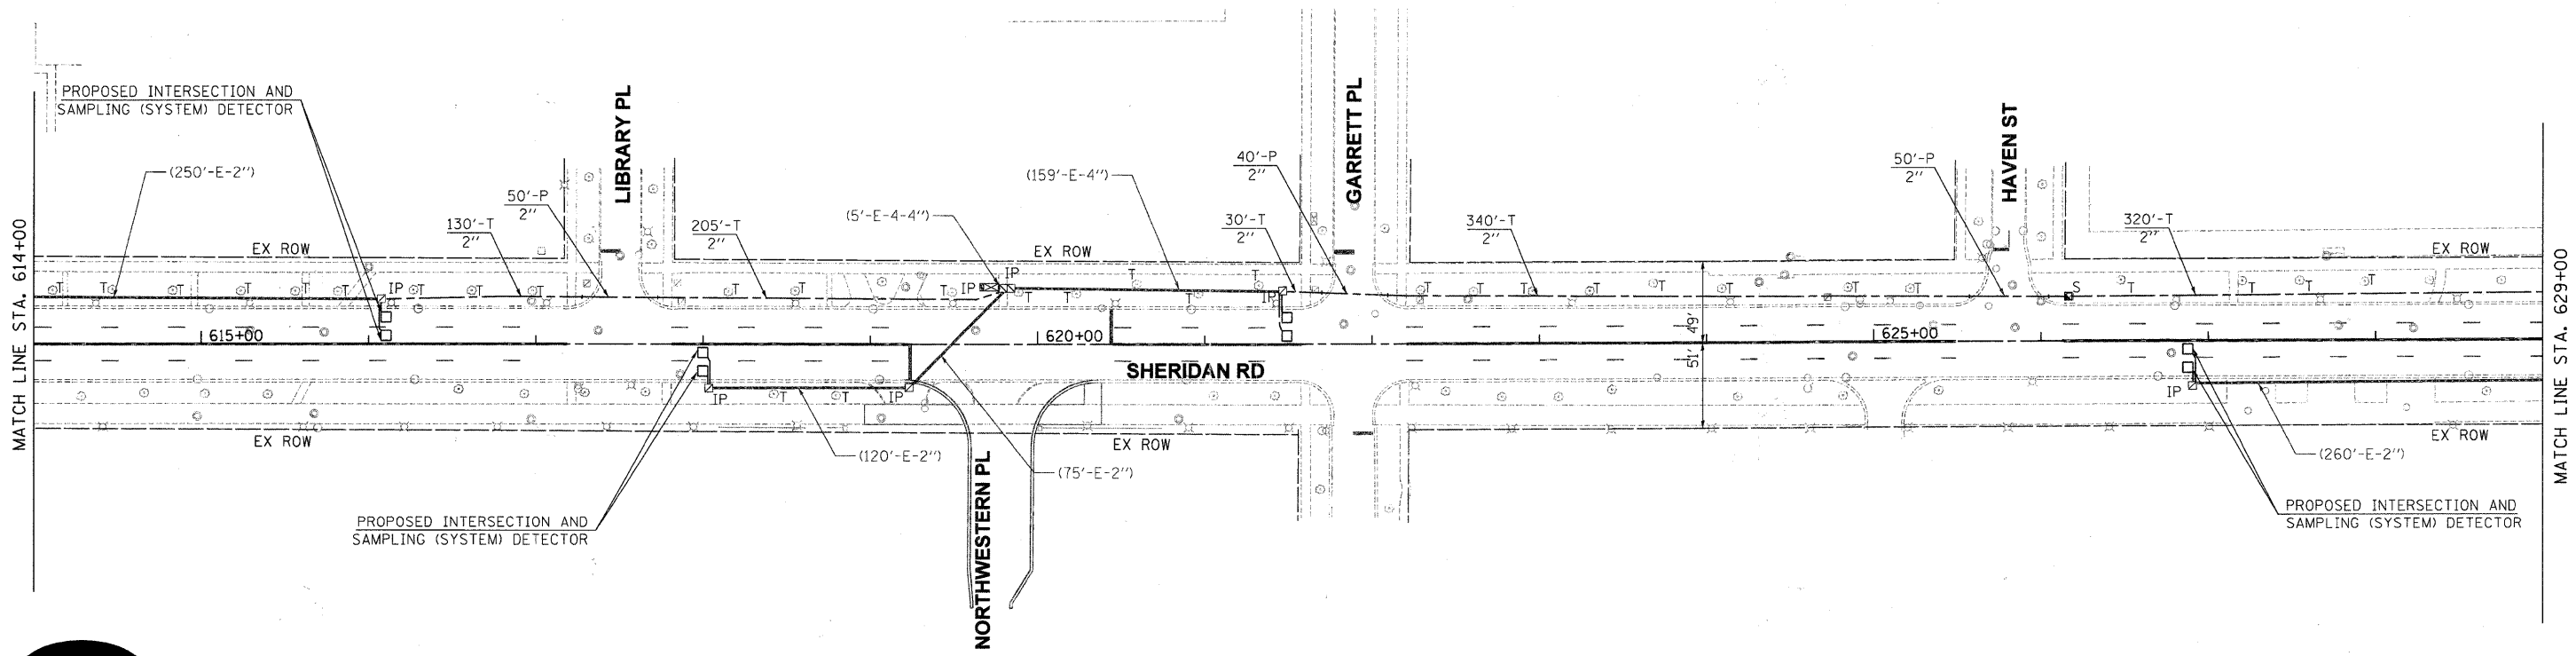 PROPOSED INTERSECTION AND
SAMPLING (SYSTEM) DETECTOR
(250'-E-2")
130'-T
2"
50'-P
2"
LIBRARY PL
205'-T
2"
(5'-E-4-4")
(159'-E-4")
30'-T
2"
40'-P
2"
GARRETT PL
340'-T
2"
50'-P
2"
HAVEN ST
320'-T
2"
EX ROW
EX ROW
EX ROW
MATCH LINE STA. 614+00
T T T T T T IP T T T T T IP IP T T T T T IP T T T T T T T T T S T T T T
615+00
620+00
625+00
49'
51'
SHERIDAN RD
IP T T IP
IP
EX ROW
EX ROW
EX ROW
(120'-E-2")
(75'-E-2")
(260'-E-2")
NORTHWESTERN PL
PROPOSED INTERSECTION AND
SAMPLING (SYSTEM) DETECTOR
PROPOSED INTERSECTION AND
SAMPLING (SYSTEM) DETECTOR
MATCH LINE STA. 629+00